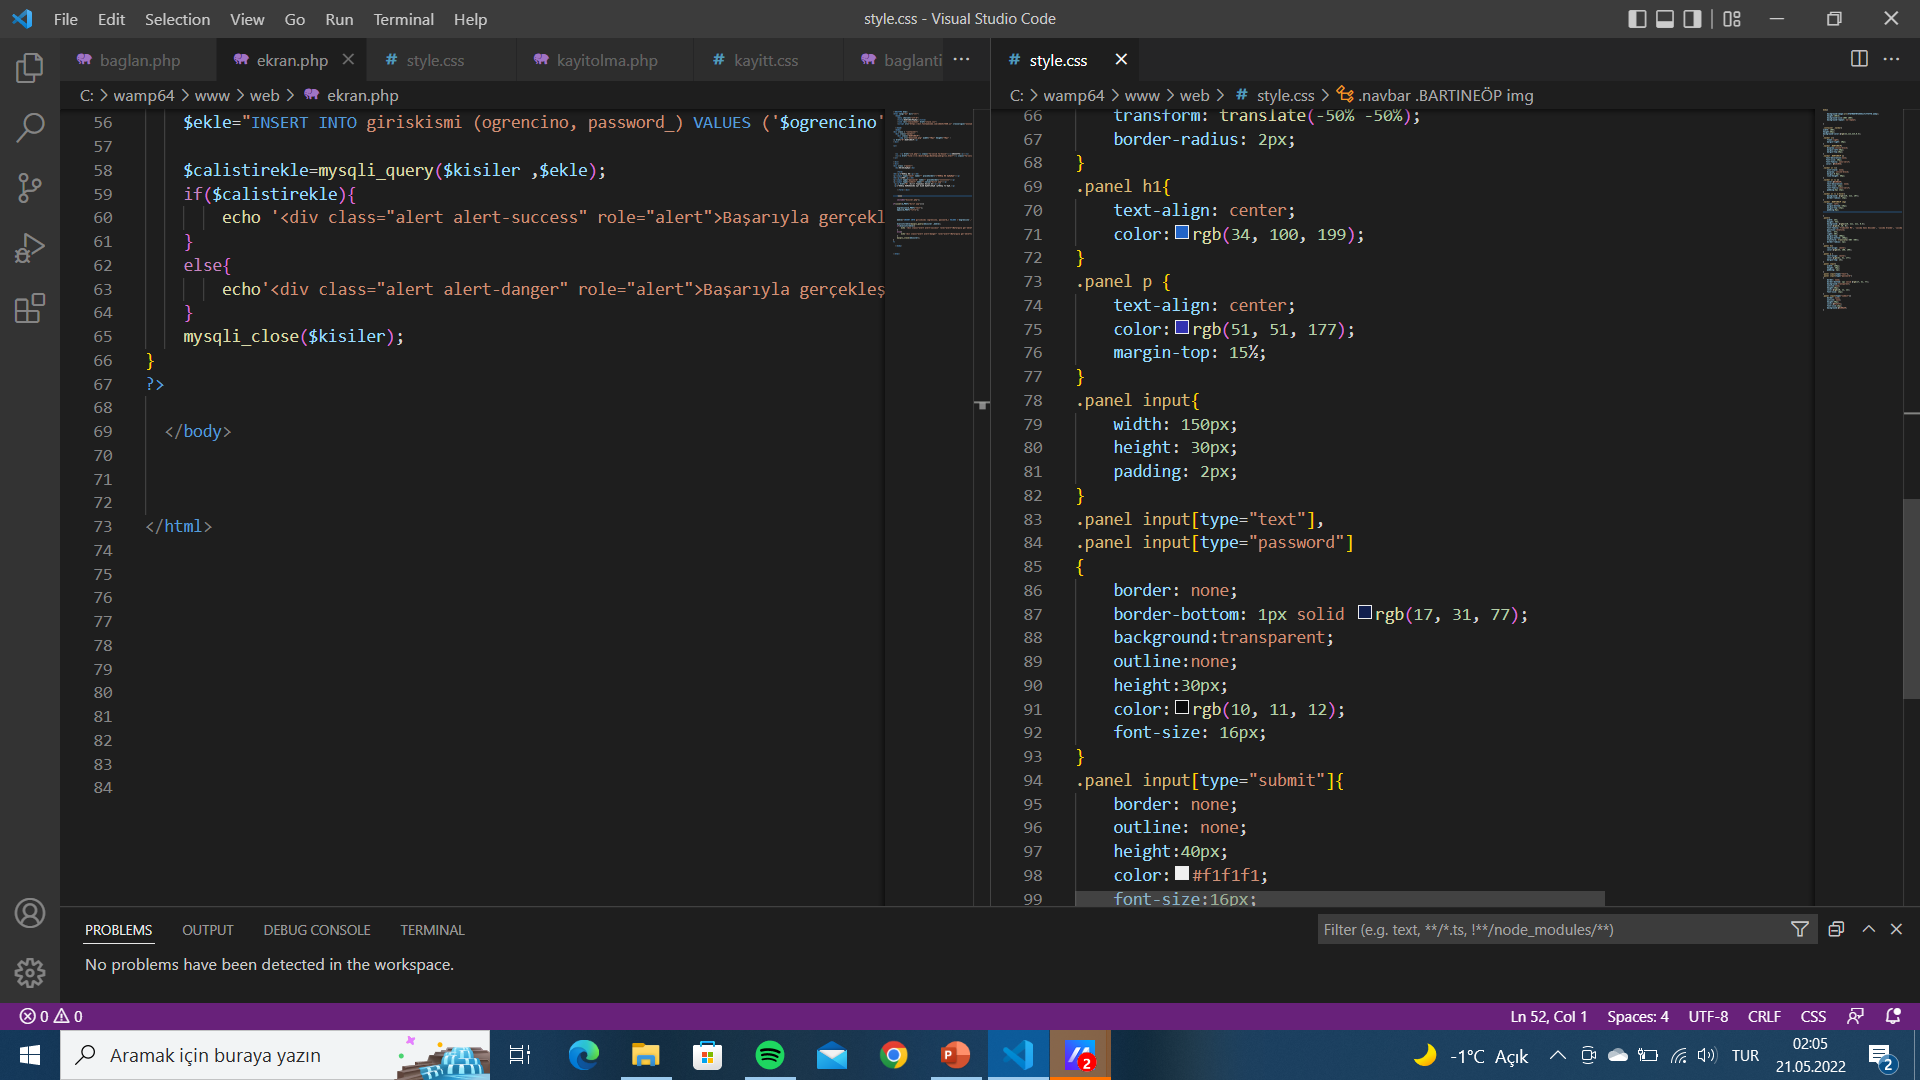 File Edit Selection View Go Run Terminal Help
style.css - Visual Studio Code
baglan.php
ekran.php
style.css
kayitolma.php
kayitt.css
baglanti
C: > wamp64 > www > web > ekran.php
56 $ekle="INSERT INTO giriskismi (ogrencino, password_) VALUES ('$ogrencino'
57
58 $calistirekle=mysqli_query($kisiler ,$ekle);
59 if($calistirekle){
60 echo '<div class="alert alert-success" role="alert">Başarıyla gerçekl
61 }
62 else{
63 echo'<div class="alert alert-danger" role="alert">Başarıyla gerçekleş
64 }
65 mysqli_close($kisiler);
66 }
67 ?>
68
69 </body>
70
71
72
73 </html>
74
75
76
77
78
79
80
81
82
83
84
style.css
C: > wamp64 > www > web > # style.css > .navbar .BARTINEÖP img
66 transform: translate(-50% -50%);
67 border-radius: 2px;
68 }
69 .panel h1{
70 text-align: center;
71 color: rgb(34, 100, 199);
72 }
73 .panel p {
74 text-align: center;
75 color: rgb(51, 51, 177);
76 margin-top: 15%;
77 }
78 .panel input{
79 width: 150px;
80 height: 30px;
81 padding: 2px;
82 }
83 .panel input[type="text"],
84 .panel input[type="password"]
85 {
86 border: none;
87 border-bottom: 1px solid rgb(17, 31, 77);
88 background:transparent;
89 outline:none;
90 height:30px;
91 color: rgb(10, 11, 12);
92 font-size: 16px;
93 }
94 .panel input[type="submit"]{
95 border: none;
96 outline: none;
97 height:40px;
98 color: #f1f1f1;
99 font-size:16px;
PROBLEMS OUTPUT DEBUG CONSOLE TERMINAL
Filter (e.g. text, **/*.ts, !**/node_modules/**)
No problems have been detected in the workspace.
0 0
Ln 52, Col 1 Spaces: 4 UTF-8 CRLF CSS
Aramak için buraya yazın
2
-1°C Açık
TUR
02:05
21.05.2022
2